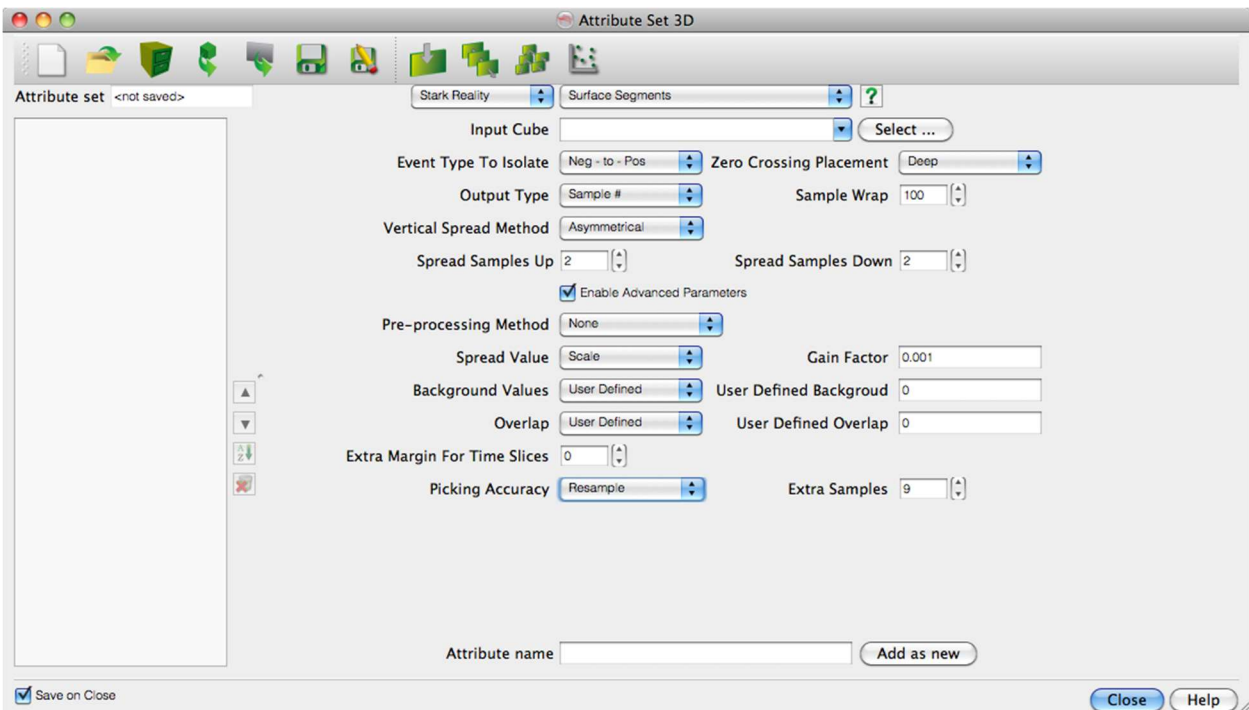 Attribute Set 3D
Attribute set <not saved> Stark Reality Surface Segments ?
Input Cube Select ...
Event Type To Isolate Neg - to - Pos Zero Crossing Placement Deep
Output Type Sample # Sample Wrap 100
Vertical Spread Method Asymmetrical
Spread Samples Up 2 Spread Samples Down 2
Enable Advanced Parameters
Pre-processing Method None
Spread Value Scale Gain Factor 0.001
Background Values User Defined User Defined Backgroud 0
Overlap User Defined User Defined Overlap 0
A
Z
Extra Margin For Time Slices 0
Picking Accuracy Resample Extra Samples 9
Attribute name Add as new
Save on Close
Close Help